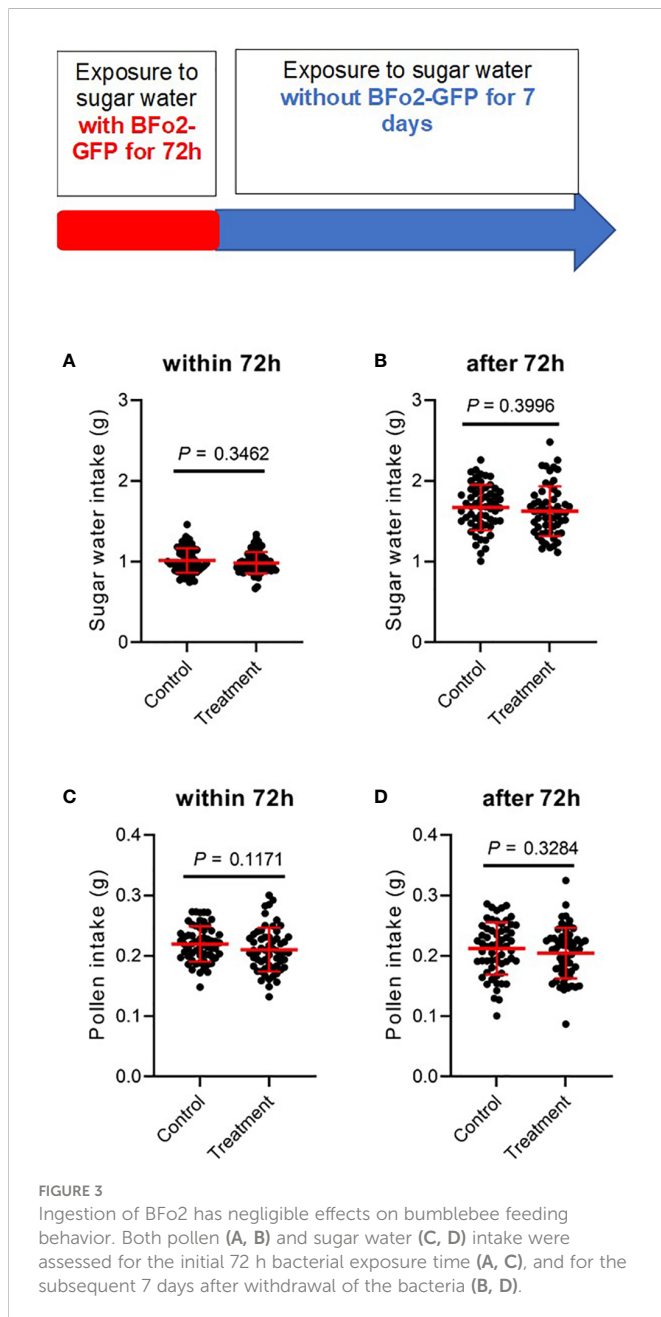 Exposure to
sugar water
with BFo2-
GFP for 72h
Exposure to sugar water
without BFo2-GFP for 7
days
A
within 72h
P = 0.3462
Sugar water intake (g)
3
2
1
0
Control
Treatment
B
after 72h
P = 0.3996
Sugar water intake (g)
3
2
1
0
Control
Treatment
C
within 72h
P = 0.1171
Pollen intake (g)
0.4
0.3
0.2
0.1
0.0
Control
Treatment
D
after 72h
P = 0.3284
Pollen intake (g)
0.4
0.3
0.2
0.1
0.0
Control
Treatment
FIGURE 3
Ingestion of BFo2 has negligible effects on bumblebee feeding
behavior. Both pollen (A, B) and sugar water (C, D) intake were
assessed for the initial 72 h bacterial exposure time (A, C), and for the
subsequent 7 days after withdrawal of the bacteria (B, D).